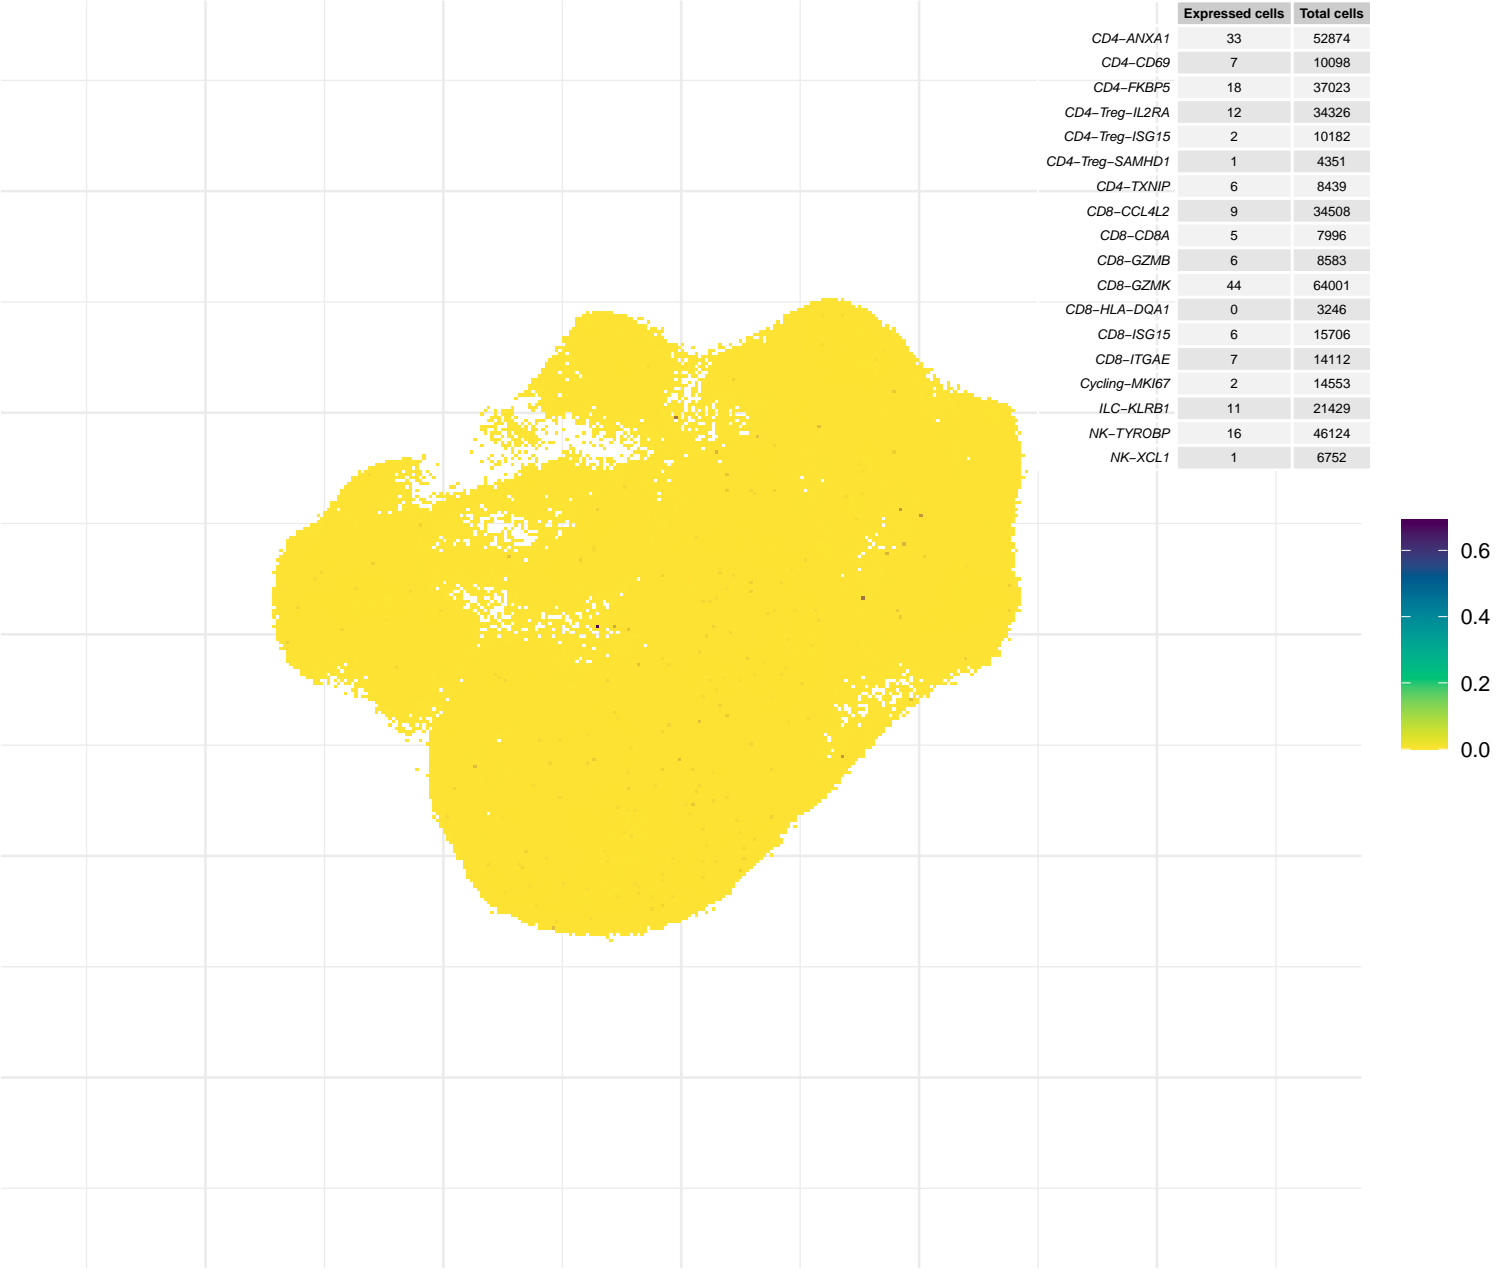 Expressed cells Total cells
CD4−ANXA1 33 52874
CD4−CD69 7 10098
CD4−FKBP5 18 37023
CD4−Treg−IL2RA 12 34326
CD4−Treg−ISG15 2 10182
CD4−Treg−SAMHD1 1 4351
CD4−TXNIP 6 8439
CD8−CCL4L2 9 34508
CD8−CD8A 5 7996
CD8−GZMB 6 8583
CD8−GZMK 44 64001
CD8−HLA−DQA1 0 3246
CD8−ISG15 6 15706
CD8−ITGAE 7 14112
Cycling−MKI67 2 14553
ILC−KLRB1 11 21429
NK−TYROBP 16 46124
NK−XCL1 1 6752
0.6
0.4
0.2
0.0